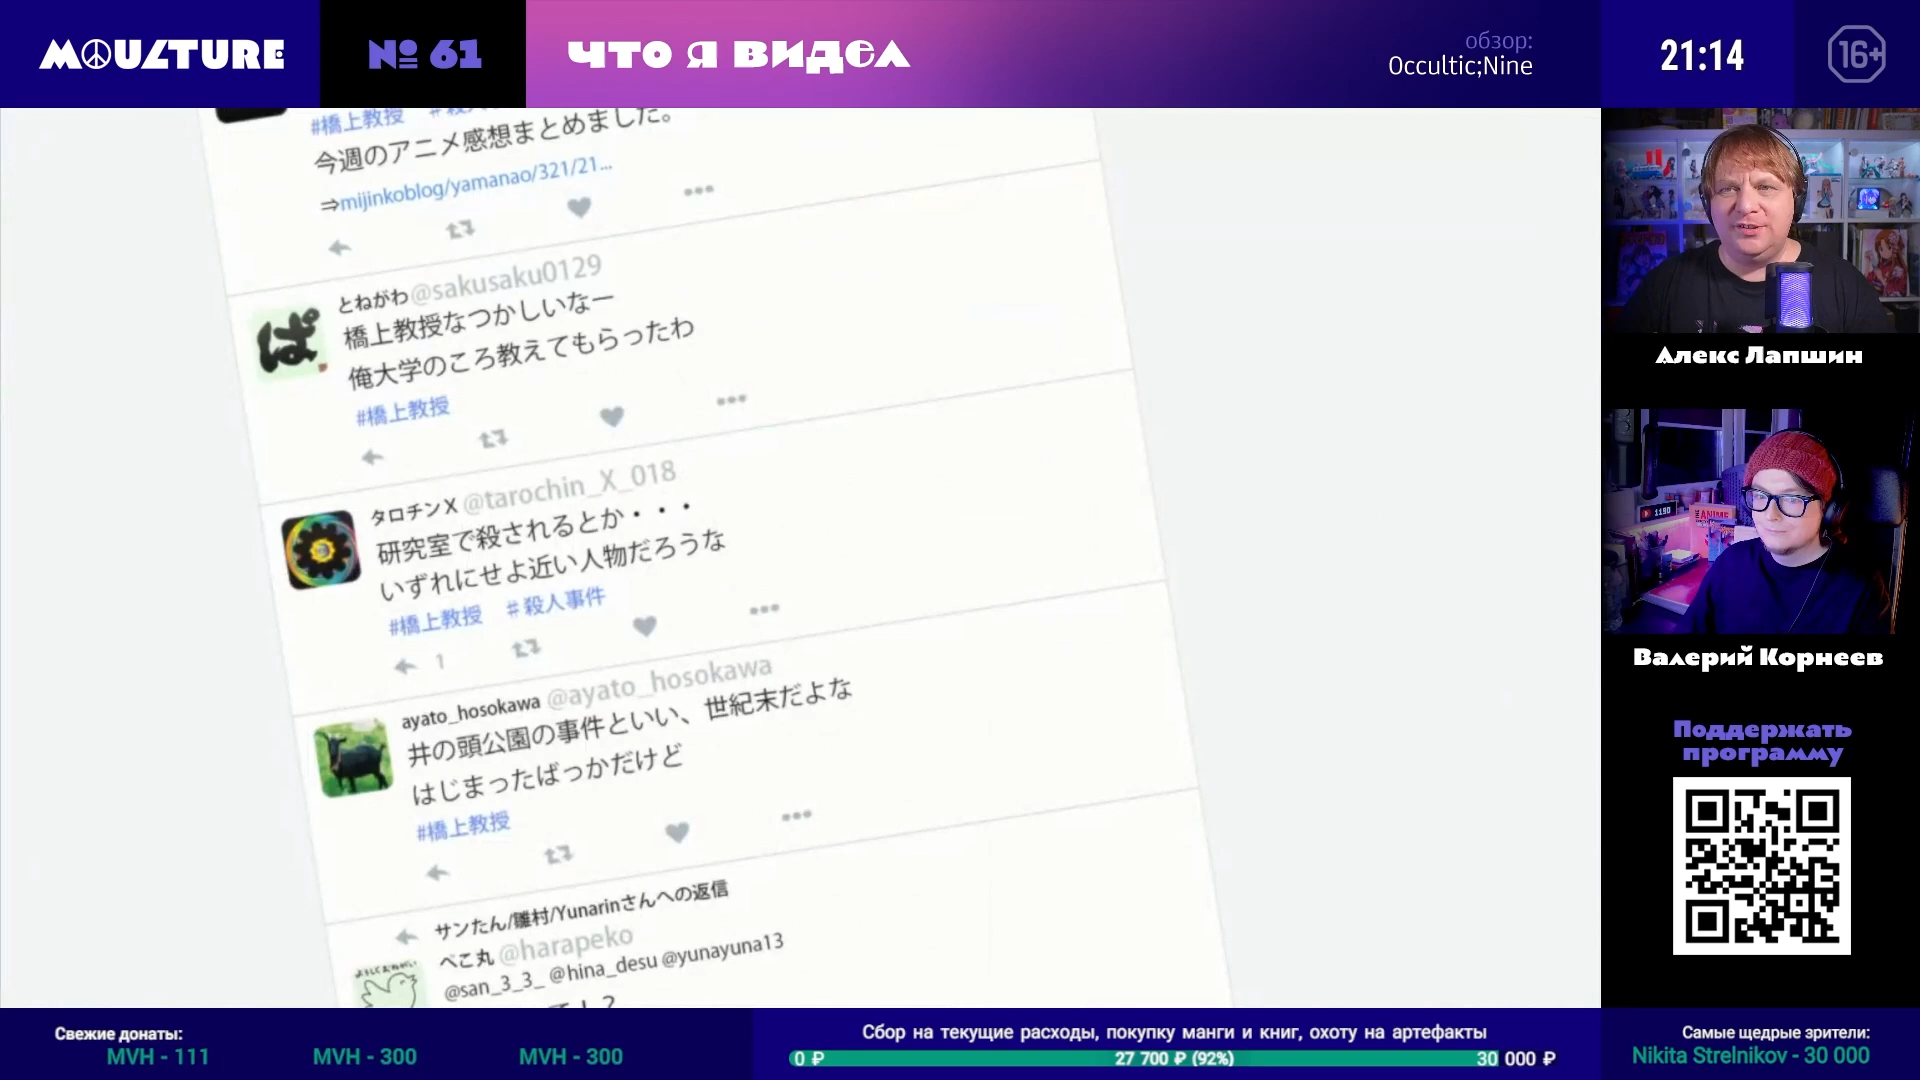 MOULTURE
№ 61
ЧТО Я ВИДЕЛ
обзор:
Occultic;Nine
21:14
16+
#橋上教授
今週のアニメ感想まとめました。
⇒mijinkoblog/yamanao/321/21...
とねがわ@sakusaku0129
橋上教授なつかしいなー
俺大学のころ教えてもらったわ
#橋上教授
タロチンX @tarochin_X_018
研究室で殺されるとか・・・
いずれにせよ近い人物だろうな
#橋上教授 #殺人事件
1
ayato_hosokawa @ayato_hosokawa
井の頭公園の事件といい、世紀末だよな
はじまったばっかだけど
#橋上教授
サンたん/雛村/Yunarinさんへの返信
べこ丸 @harapeko
@san_3_3_ @hina_desu @yunayuna13
ぱ
Алекс Лапшин
1190
ANIME
Валерий Корнеев
Поддержать
программу
Свежие донаты:
MVH - 111
MVH - 300
MVH - 300
Сбор на текущие расходы, покупку манги и книг, охоту на артефакты
0 ₽
27 700 ₽ (92%)
30 000 ₽
Самые щедрые зрители:
Nikita Strelnikov - 30 000